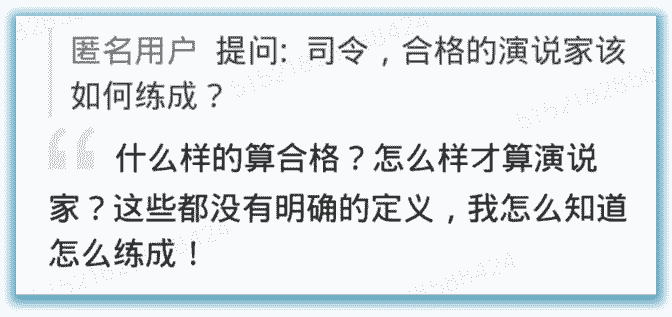 匿名用户 提问: 司令，合格的演说家该
如何练成？
什么样的算合格？怎么样才算演说
家？这些都没有明确的定义，我怎么知道
怎么练成！